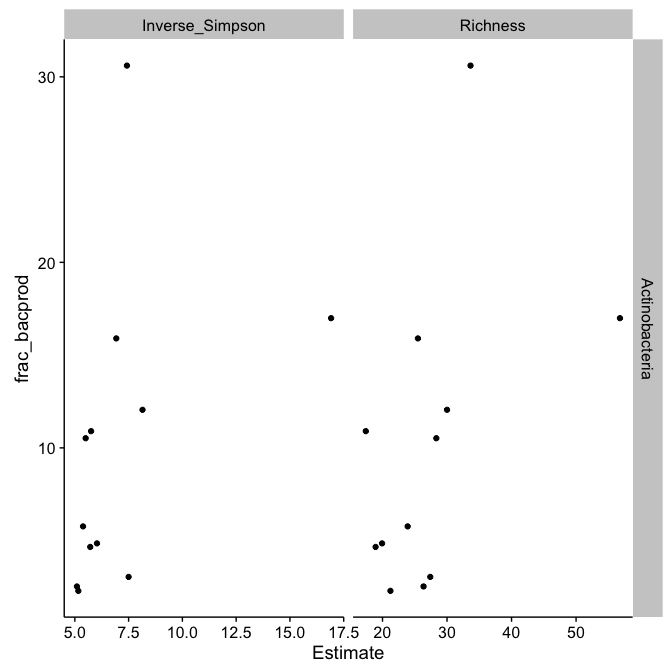 Inverse_Simpson Richness
30
20
10
frac_bacprod
Actinobacteria
5.0 7.5 10.0 12.5 15.0 17.5 20 30 40 50
Estimate